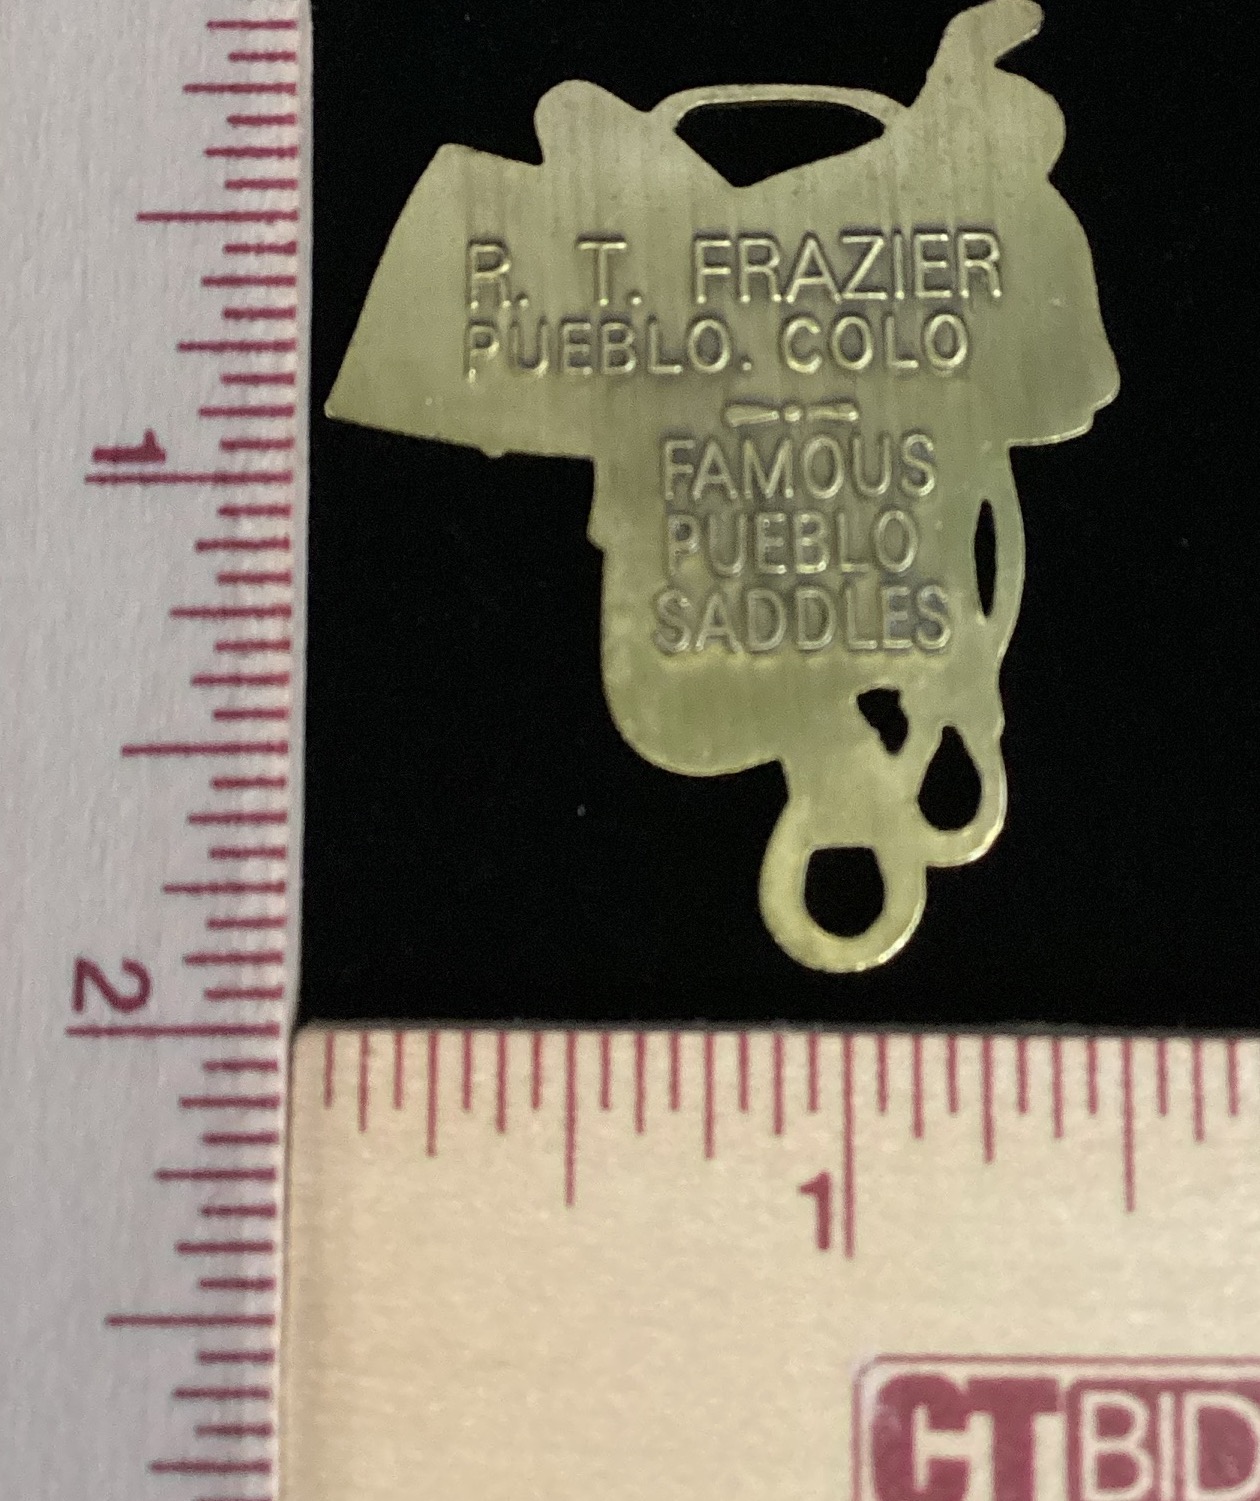 R. T. FRAZIER
PUEBLO. COLO
FAMOUS
PUEBLO
SADDLES
1
2
1
CTBID